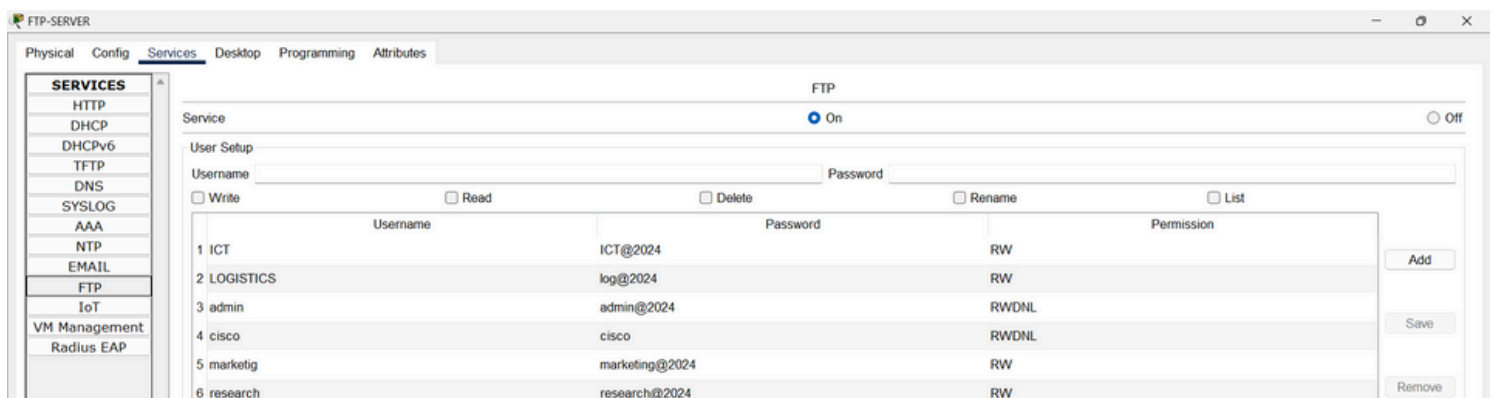 FTP-SERVER
Physical Config Services Desktop Programming Attributes
SERVICES
HTTP
DHCP
DHCPv6
TFTP
DNS
SYSLOG
AAA
NTP
EMAIL
FTP
IoT
VM Management
Radius EAP
FTP
Service On Off
User Setup
Username Password
Write Read Delete Rename List
Username Password Permission
1 ICT ICT@2024 RW
2 LOGISTICS log@2024 RW
3 admin admin@2024 RWDNL
4 cisco cisco RWDNL
5 marketig marketing@2024 RW
6 research research@2024 RW
Add
Save
Remove